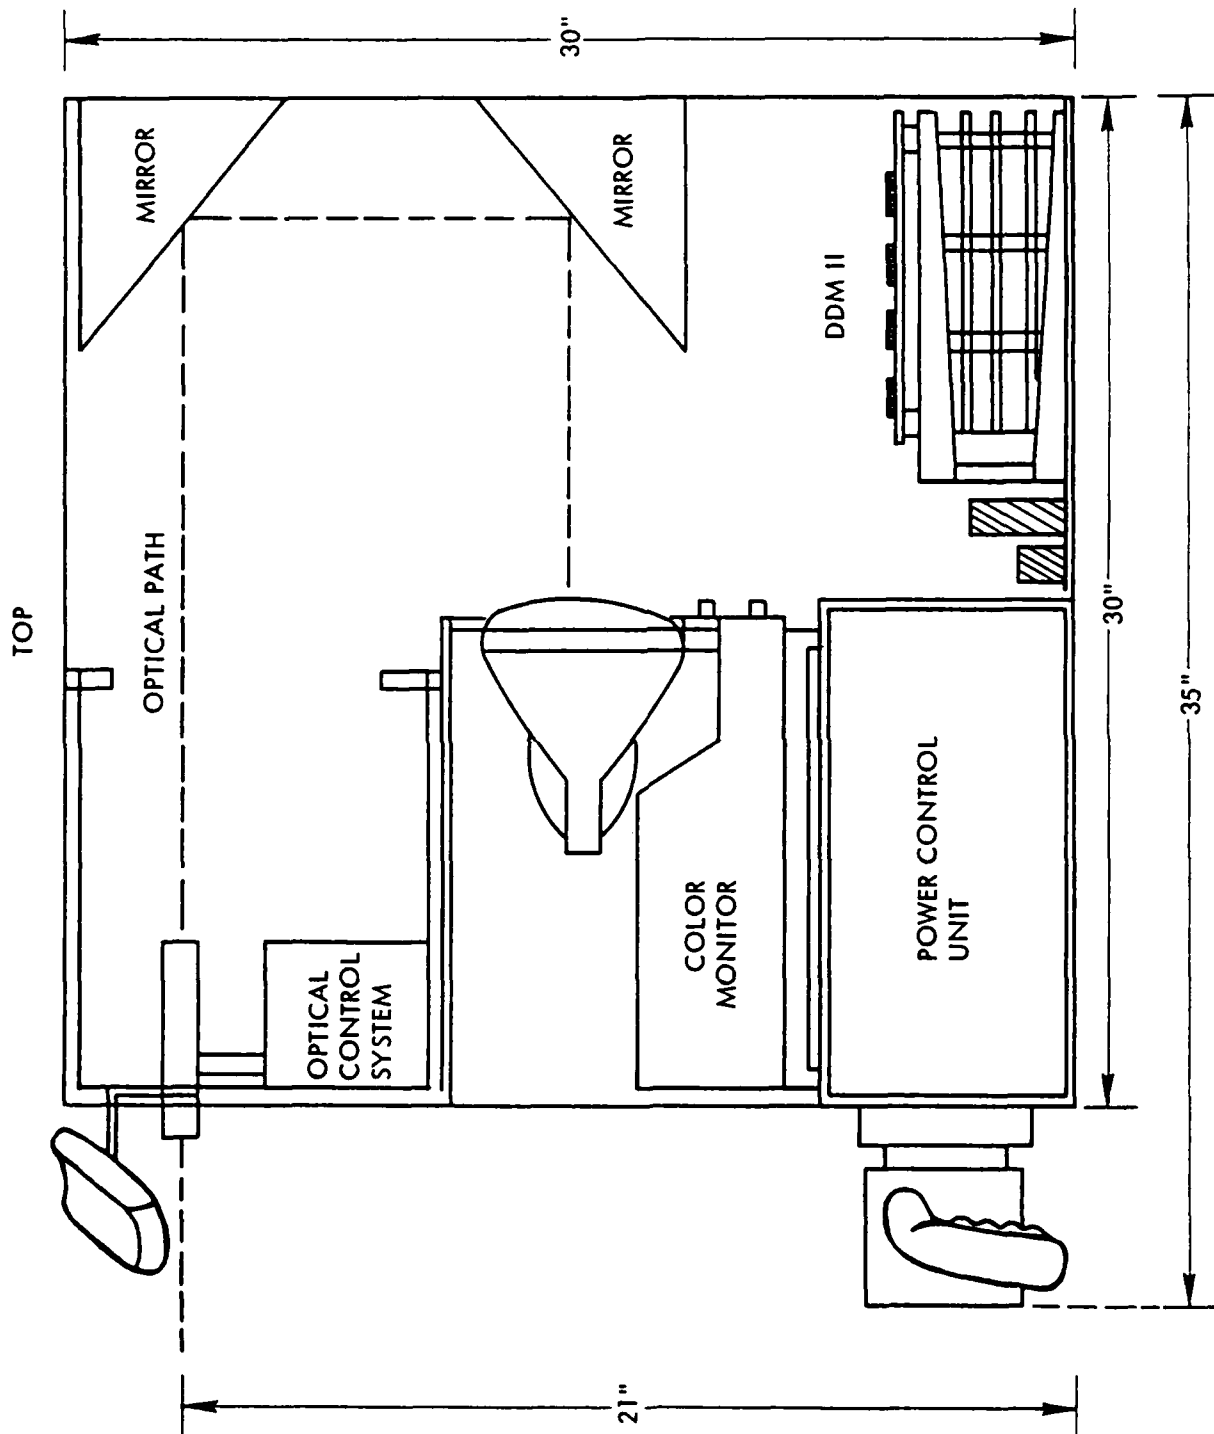 TOP
30"
MIRROR
MIRROR
OPTICAL PATH
DDM II
OPTICAL
CONTROL
SYSTEM
COLOR
MONITOR
POWER CONTROL
UNIT
30"
35"
21"